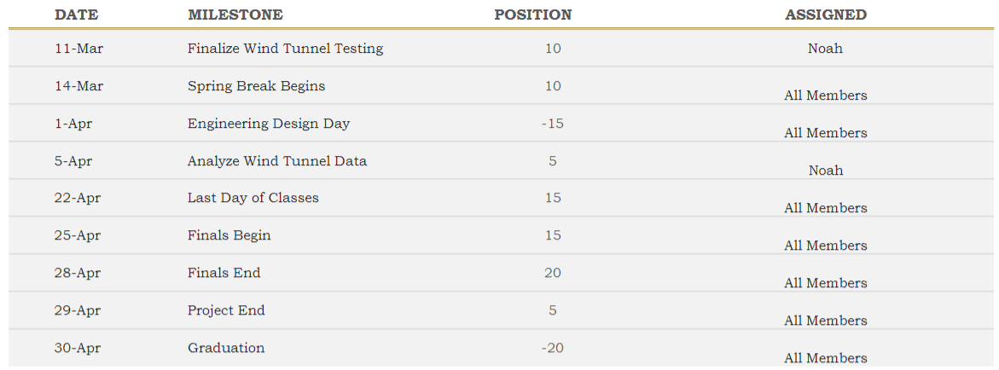 DATE MILESTONE POSITION ASSIGNED
11-Mar Finalize Wind Tunnel Testing 10 Noah
14-Mar Spring Break Begins 10 All Members
1-Apr Engineering Design Day -15 All Members
5-Apr Analyze Wind Tunnel Data 5 Noah
22-Apr Last Day of Classes 15 All Members
25-Apr Finals Begin 15 All Members
28-Apr Finals End 20 All Members
29-Apr Project End 5 All Members
30-Apr Graduation -20 All Members